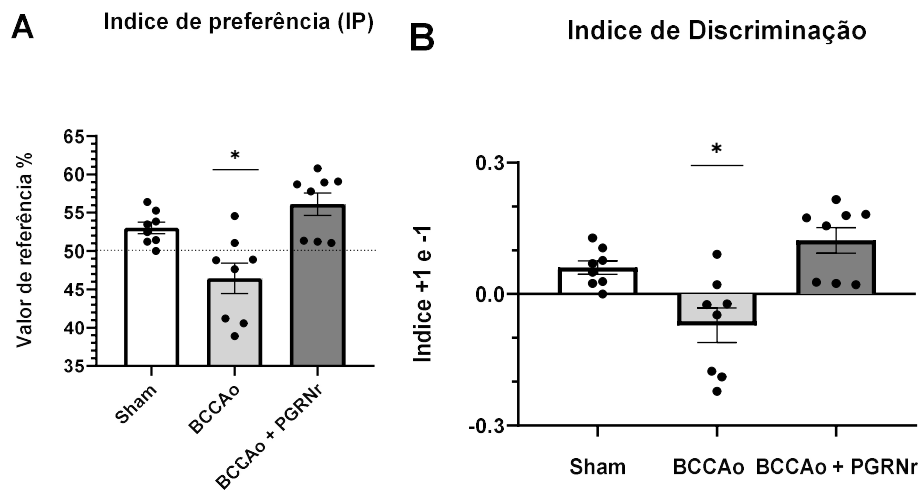 A
Indice de preferência (IP)
Valor de referência %
65
60
55
50
45
40
35
*
Sham
BCCAo
BCCAo + PGRNr
B
Indice de Discriminação
Indice +1 e -1
0.3
0.0
-0.3
*
Sham
BCCAo
BCCAo + PGRNr